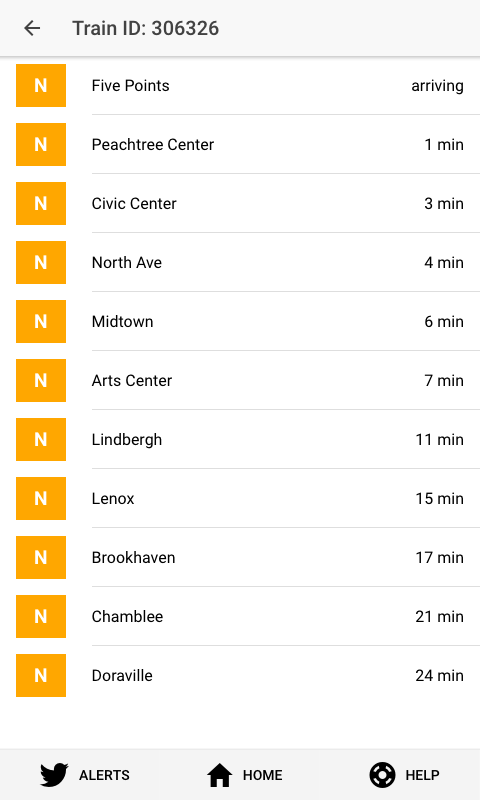 Train ID: 306326
N Five Points arriving
N Peachtree Center 1 min
N Civic Center 3 min
N North Ave 4 min
N Midtown 6 min
N Arts Center 7 min
N Lindbergh 11 min
N Lenox 15 min
N Brookhaven 17 min
N Chamblee 21 min
N Doraville 24 min
ALERTS HOME HELP